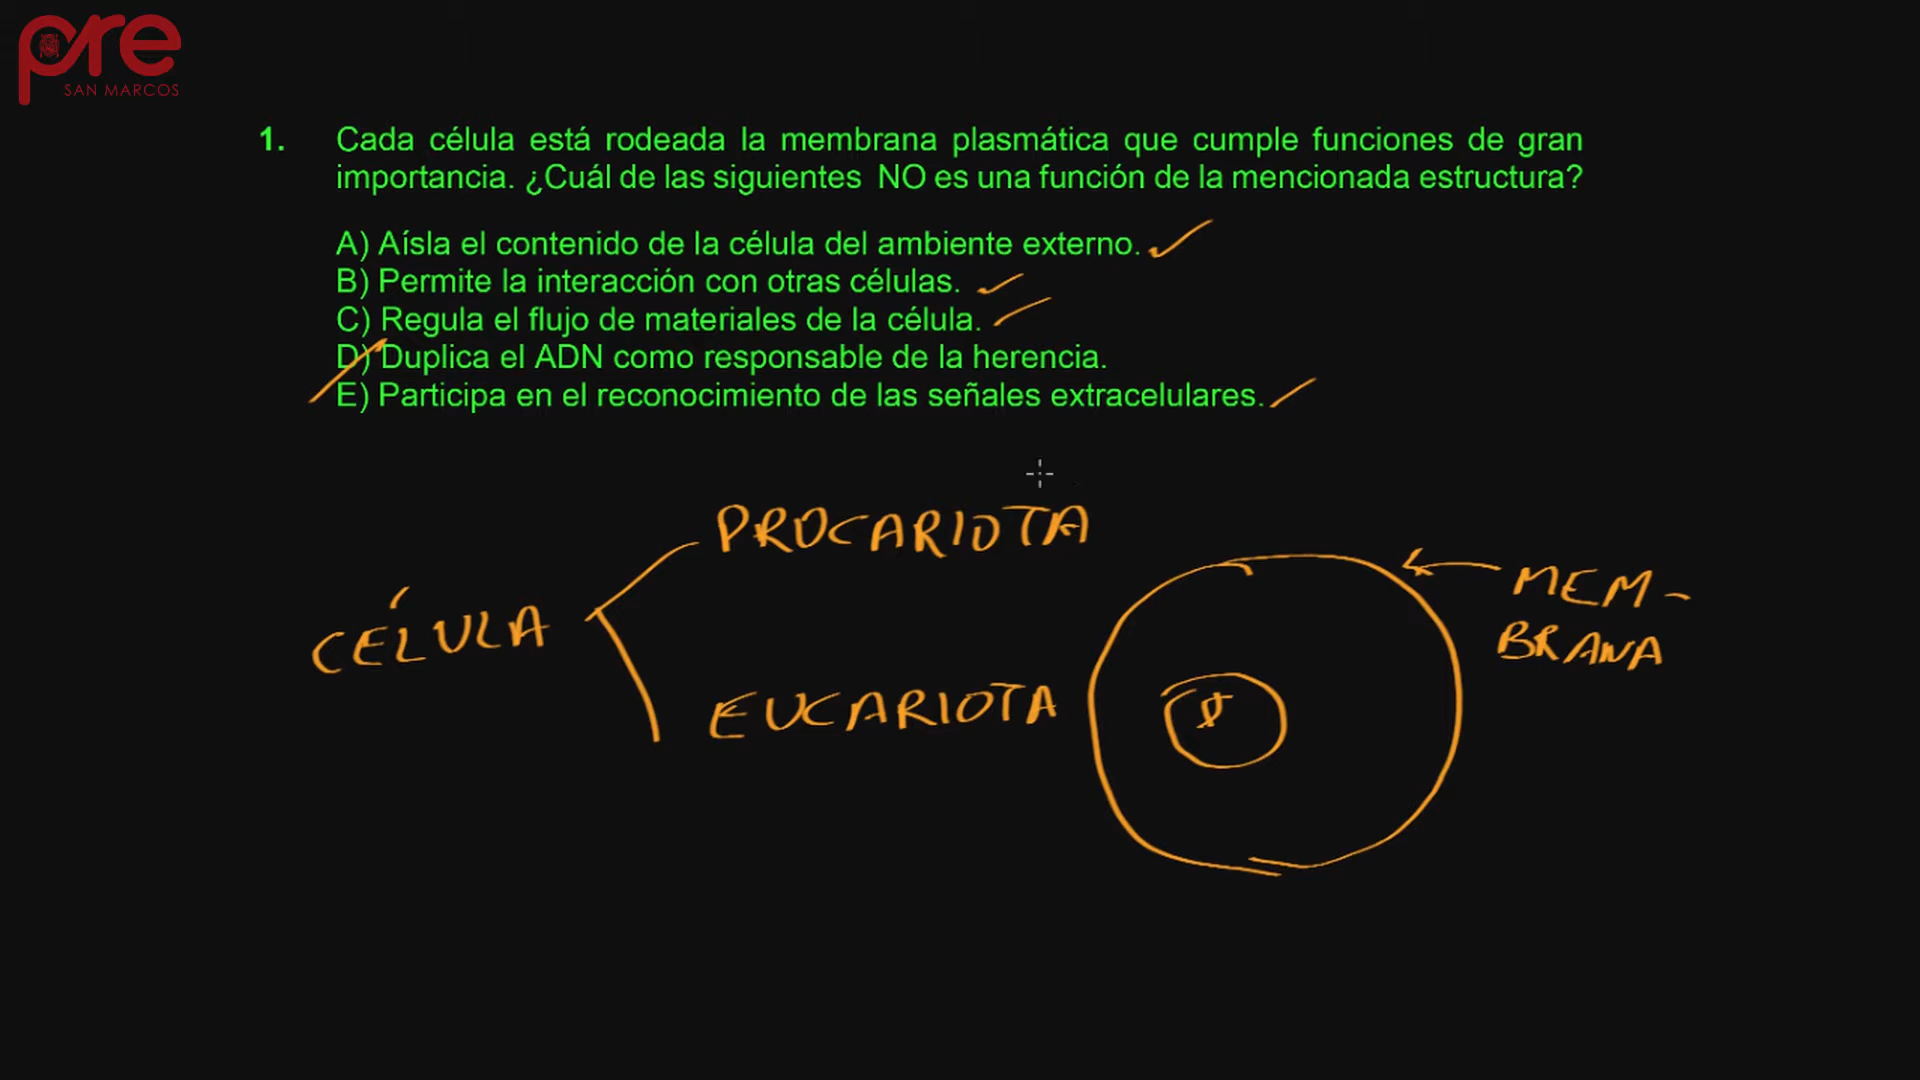 pre
SAN MARCOS
1. Cada célula está rodeada la membrana plasmática que cumple funciones de gran
importancia. ¿Cuál de las siguientes NO es una función de la mencionada estructura?
A) Aísla el contenido de la célula del ambiente externo.
B) Permite la interacción con otras células.
C) Regula el flujo de materiales de la célula.
D) Duplica el ADN como responsable de la herencia.
E) Participa en el reconocimiento de las señales extracelulares.
PROCARIOTA
CÉLULA
EUCARIOTA
MEM-
BRANA